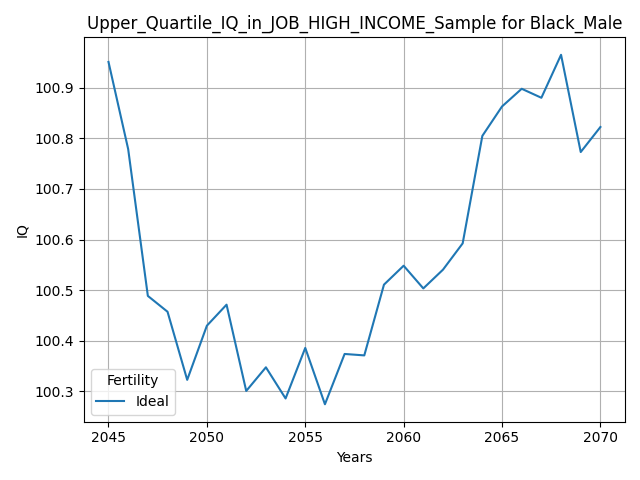 Upper_Quartile_IQ_in_JOB_HIGH_INCOME_Sample for Black_Male
IQ
100.9
100.8
100.7
100.6
100.5
100.4
100.3
Fertility
Ideal
2045 2050 2055 2060 2065 2070
Years